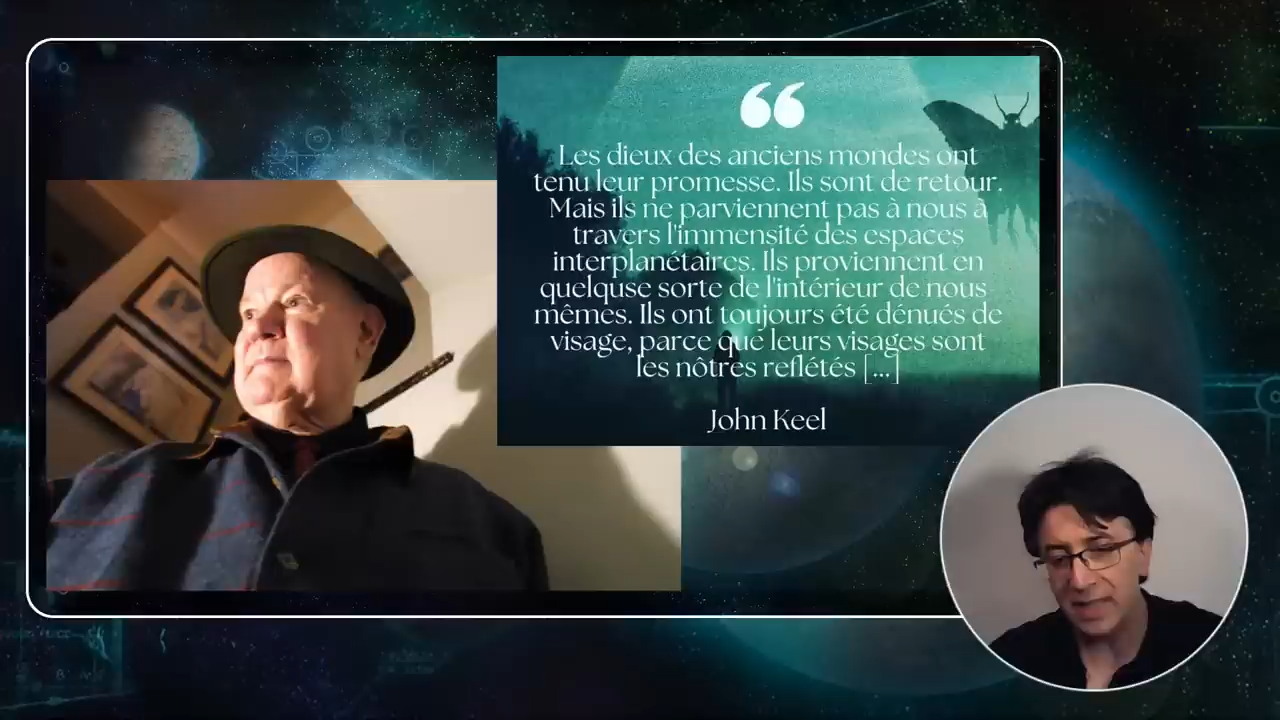 Les dieux des anciens mondes ont
tenu leur promesse. Ils sont de retour.
Mais ils ne parviennent pas à nous à
travers l'immensité des espaces
interplanétaires. Ils proviennent en
quelquse sorte de l'intérieur de nous-
mêmes. Ils ont toujours été dénués de
visage, parce que leurs visages sont
les nôtres reflétés [...]
John Keel